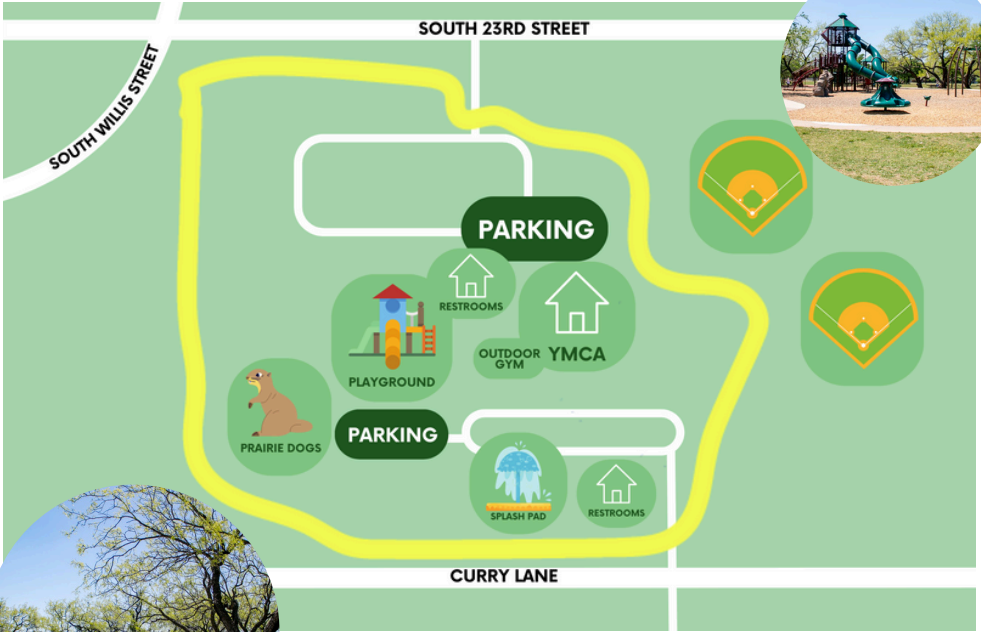 SOUTH 23RD STREET
SOUTH WILLIS STREET
PARKING
RESTROOMS
OUTDOOR
GYM
YMCA
PLAYGROUND
PRAIRIE DOGS
PARKING
SPLASH PAD
RESTROOMS
CURRY LANE